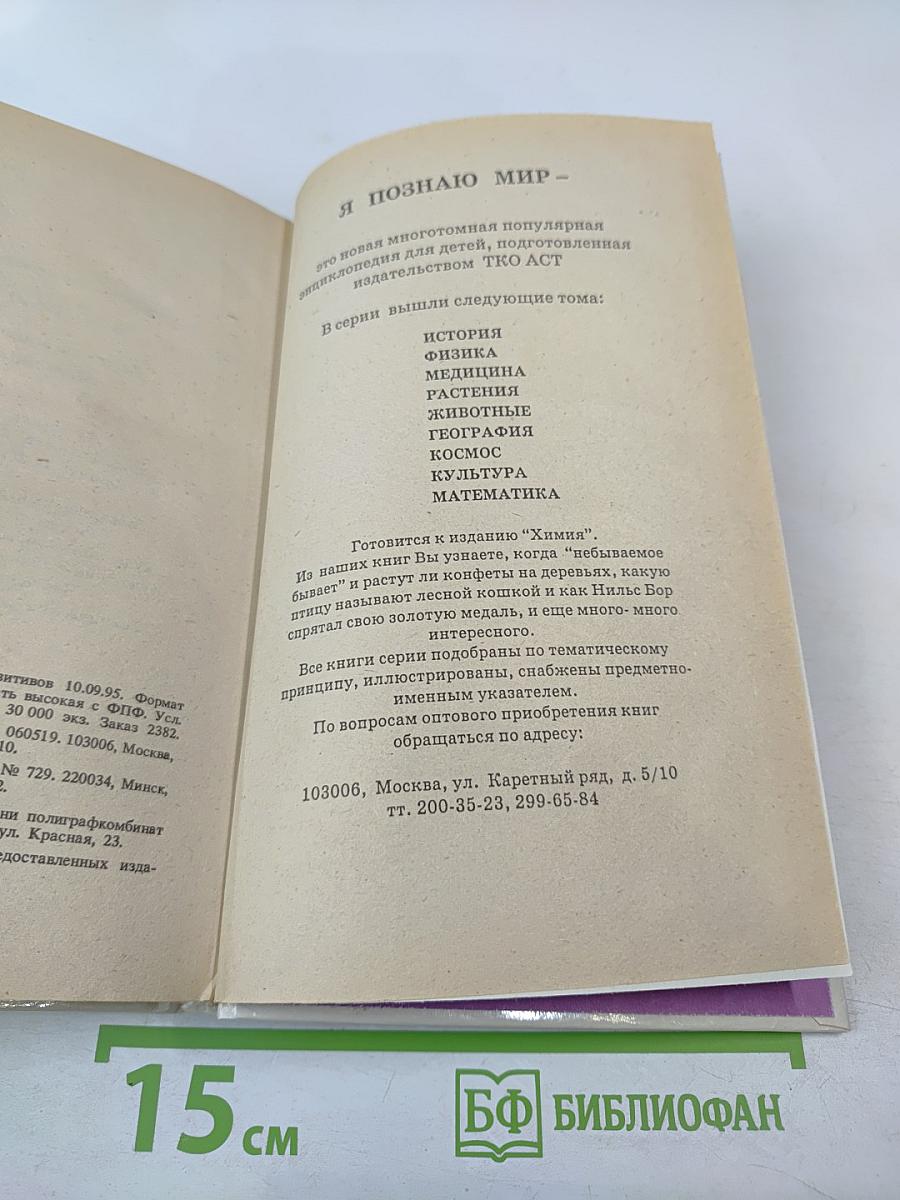 зитивов 10.09.95. Формат
ть высокая с ФПФ. Усл.
30 000 экз. Заказ 2382.
060519. 103006, Москва,
10.
№ 729. 220034, Минск,
2.
ни полиграфкомбинат
ул. Красная, 23.
едоставленных изда-
Я ПОЗНАЮ МИР –
это новая многотомная популярная
энциклопедия для детей, подготовленная
издательством ТКО АСТ
В серии вышли следующие тома:
ИСТОРИЯ
ФИЗИКА
МЕДИЦИНА
РАСТЕНИЯ
ЖИВОТНЫЕ
ГЕОГРАФИЯ
КОСМОС
КУЛЬТУРА
МАТЕМАТИКА
Готовится к изданию “Химия”.
Из наших книг Вы узнаете, когда “небываемое
бывает” и растут ли конфеты на деревьях, какую
птицу называют лесной кошкой и как Нильс Бор
спрятал свою золотую медаль, и еще много- много
интересного.
Все книги серии подобраны по тематическому
принципу, иллюстрированы, снабжены предметно-
именным указателем.
По вопросам оптового приобретения книг
обращаться по адресу:
103006, Москва, ул. Каретный ряд, д. 5/10
тт. 200-35-23, 299-65-84
15 см
БФ БИБЛИОФАН